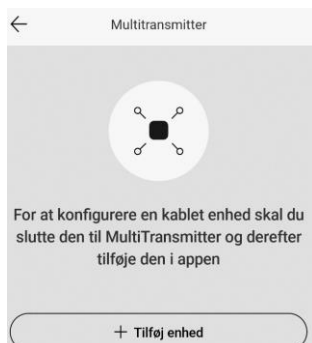 Multitransmitter
For at konfigurere en kablet enhed skal du
slutte den til MultiTransmitter og derefter
tilføje den i appen
+ Tilføj enhed